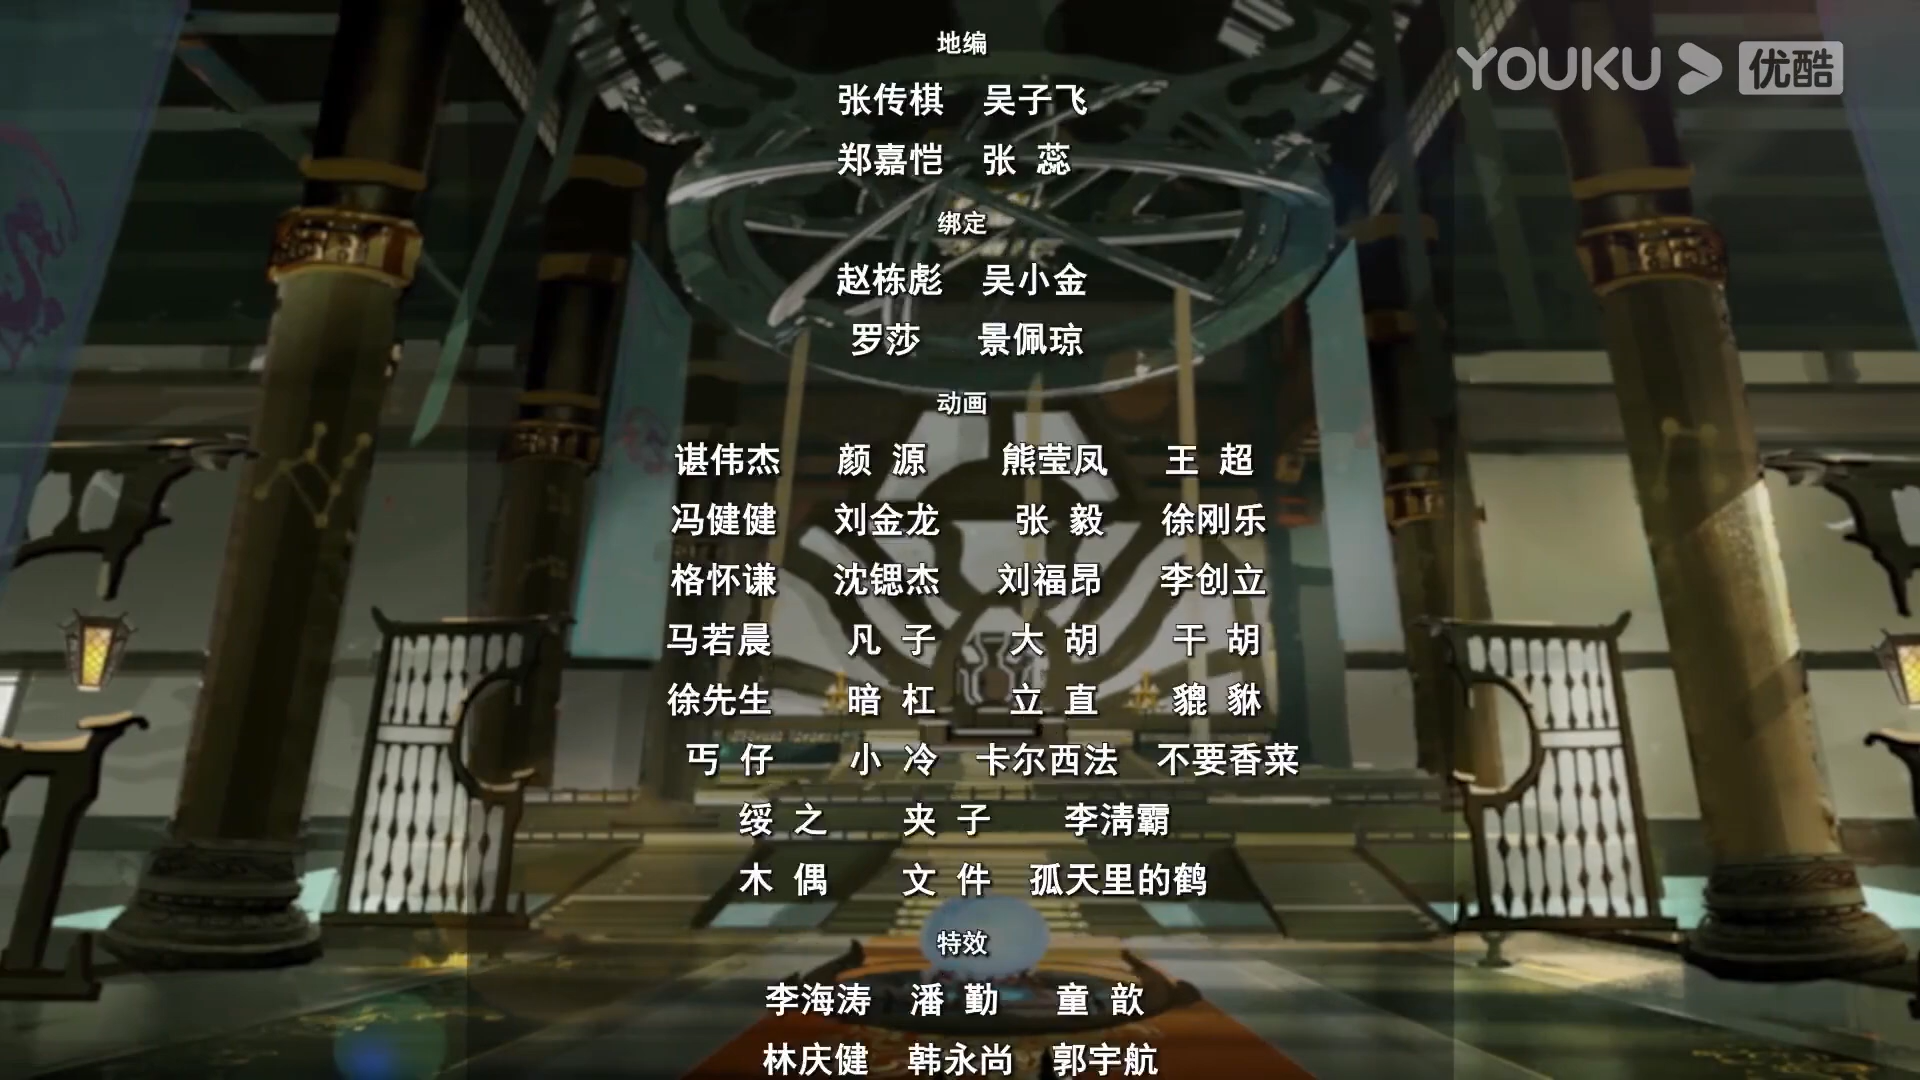 地编
YOUKU 优酷
张传棋 吴子飞
郑嘉恺 张 蕊
绑定
赵栋彪 吴小金
罗莎 景佩琼
动画
谌伟杰 颜 源 熊莹凤 王 超
冯健健 刘金龙 张 毅 徐刚乐
格怀谦 沈锶杰 刘福昂 李创立
马若晨 凡 子 大 胡 干 胡
徐先生 暗 杠 立 直 貔 貅
丐 仔 小 冷 卡尔西法 不要香菜
绥 之 夹 子 李淸霸
木 偶 文 件 孤天里的鹤
特效
李海涛 潘 勤 童 歆
林庆健 韩永尚 郭宇航